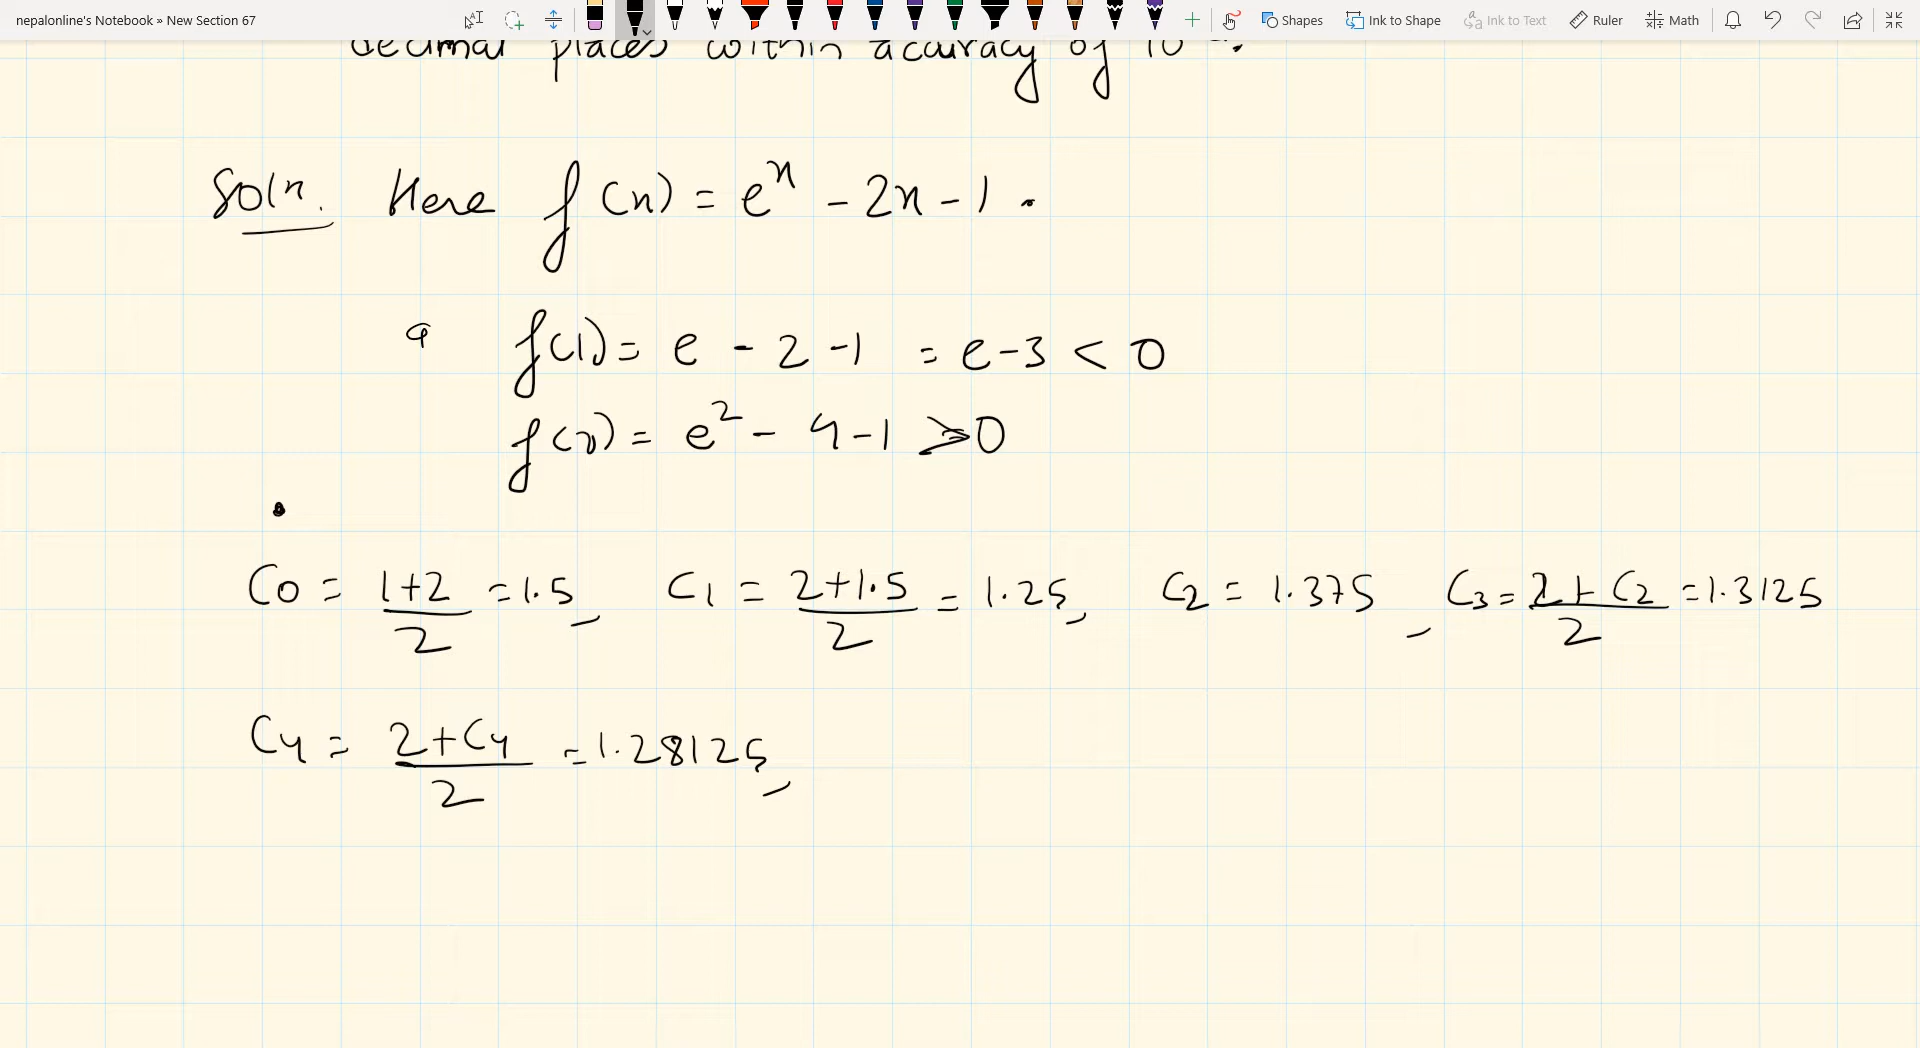 nepalonline's Notebook » New Section 67
Shapes Ink to Shape Ink to Text Ruler Math
decimal places within accuracy of 10
Soln. Here f(x) = e^x - 2x - 1.
f(1) = e - 2 - 1 = e - 3 < 0
f(2) = e^2 - 4 - 1 > 0
C0 = (1+2)/2 = 1.5, C1 = (2+1.5)/2 = 1.25, C2 = 1.375, C3 = (2+C2)/2 = 1.3125
C4 = (2+C4)/2 = 1.28125,